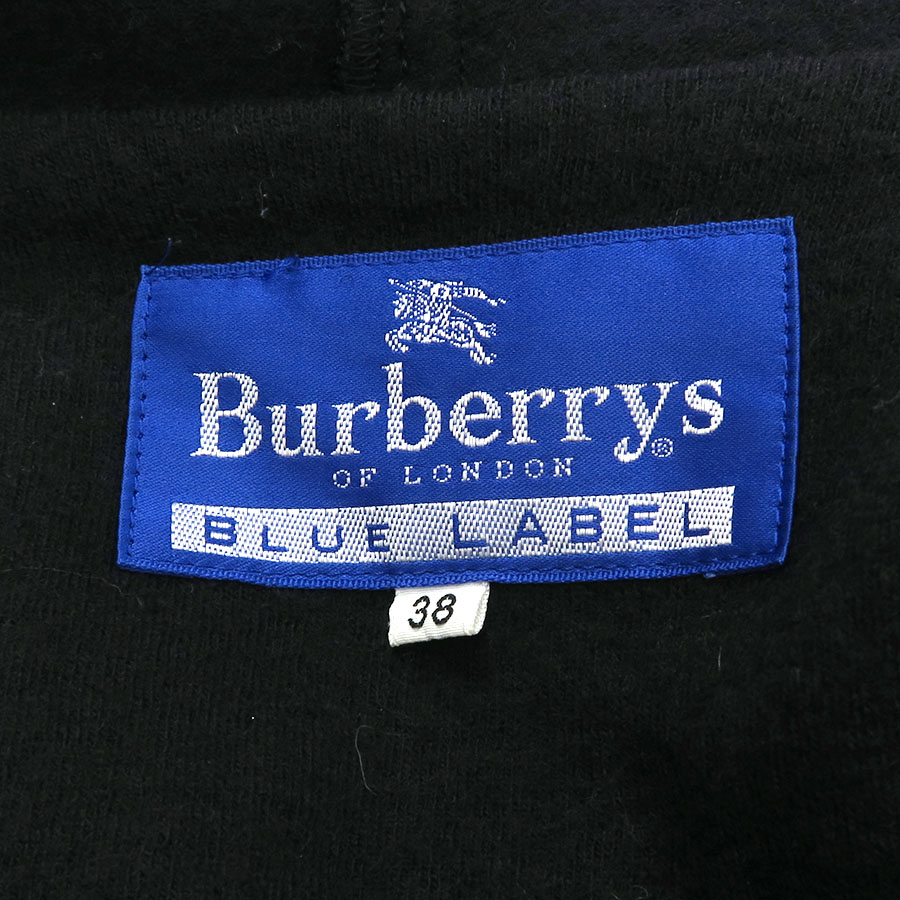 Burberrys®
OF LONDON
BLUE LABEL
38